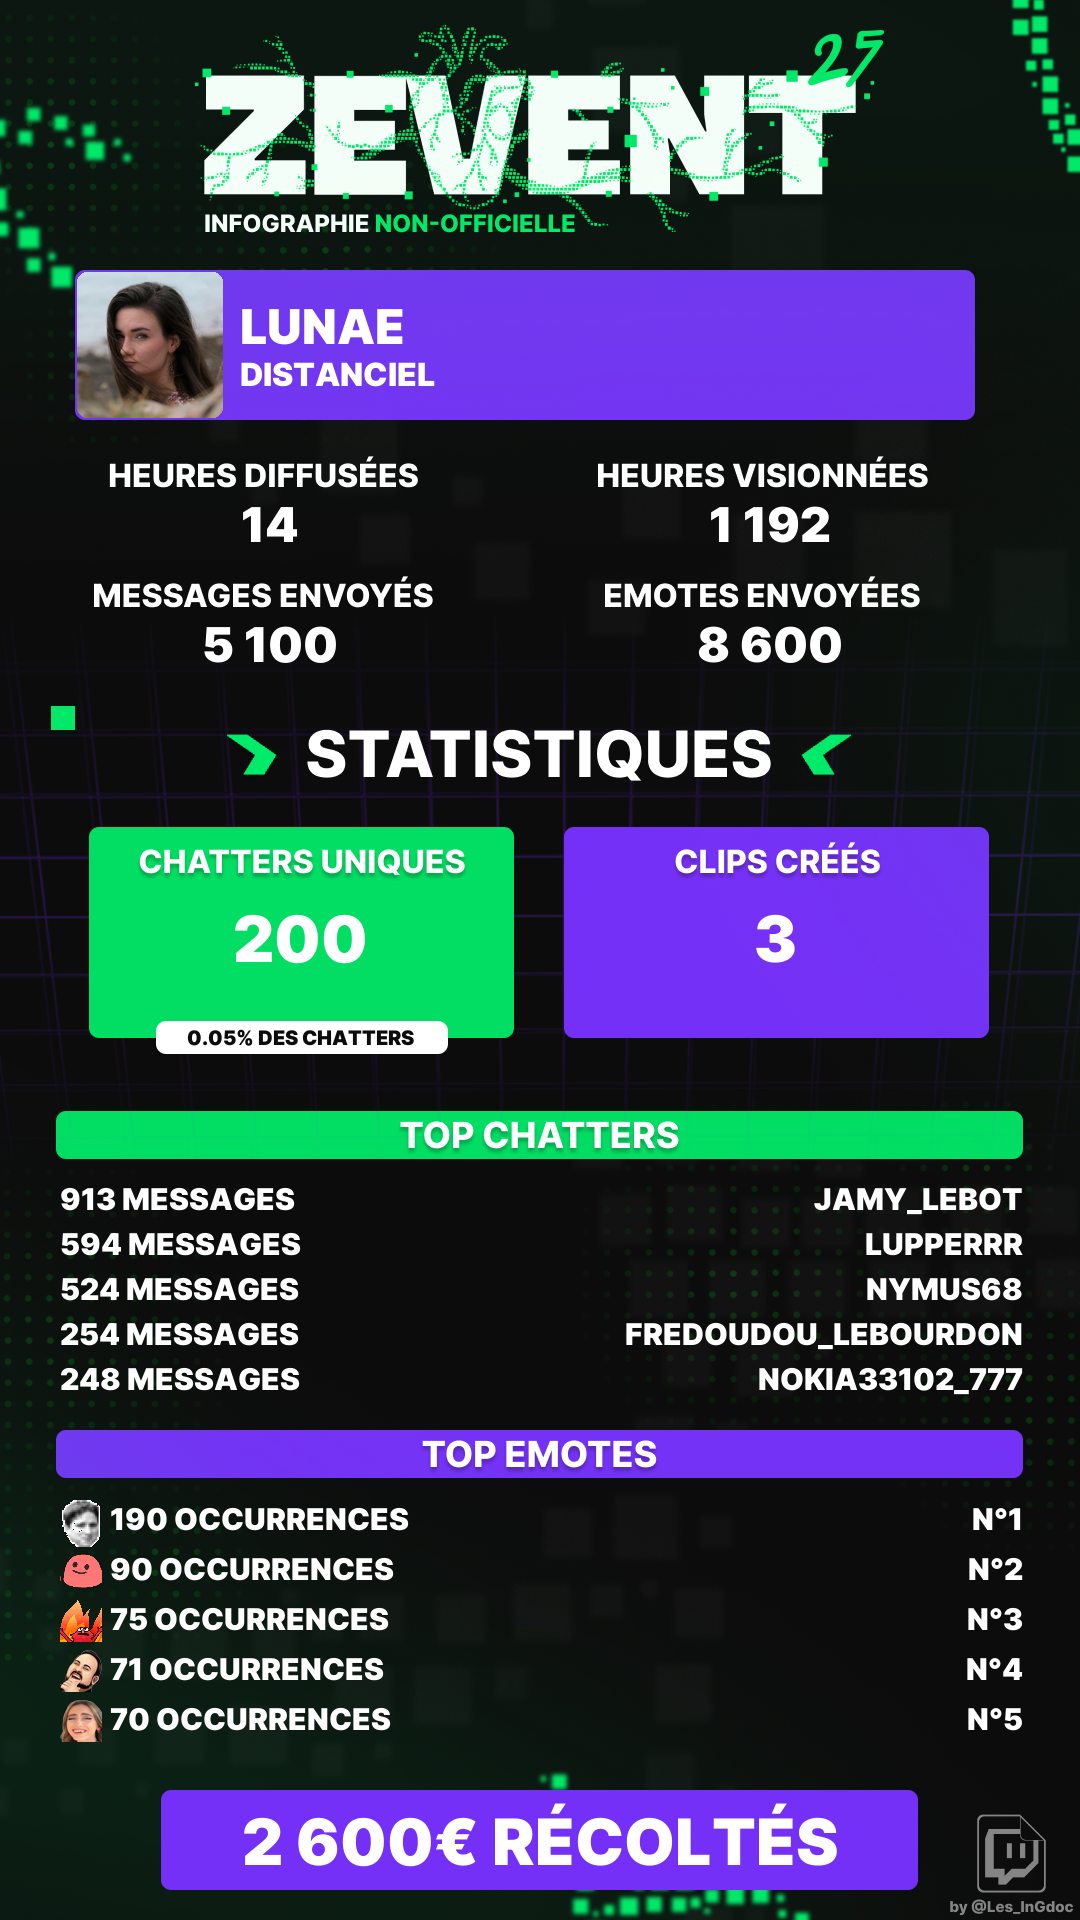 ZEVENT 25
INFOGRAPHIE NON-OFFICIELLE
LUNAE
DISTANCIEL
HEURES DIFFUSÉES
14
HEURES VISIONNÉES
1 192
MESSAGES ENVOYÉS
5 100
EMOTES ENVOYÉES
8 600
STATISTIQUES
CHATTERS UNIQUES
200
0.05% DES CHATTERS
CLIPS CRÉÉS
3
TOP CHATTERS
913 MESSAGES JAMY_LEBOT
594 MESSAGES LUPPERRR
524 MESSAGES NYMUS68
254 MESSAGES FREDOUDOU_LEBOURDON
248 MESSAGES NOKIA33102_777
TOP EMOTES
190 OCCURRENCES N°1
90 OCCURRENCES N°2
75 OCCURRENCES N°3
71 OCCURRENCES N°4
70 OCCURRENCES N°5
2 600€ RÉCOLTÉS
by @Les_InGdoc